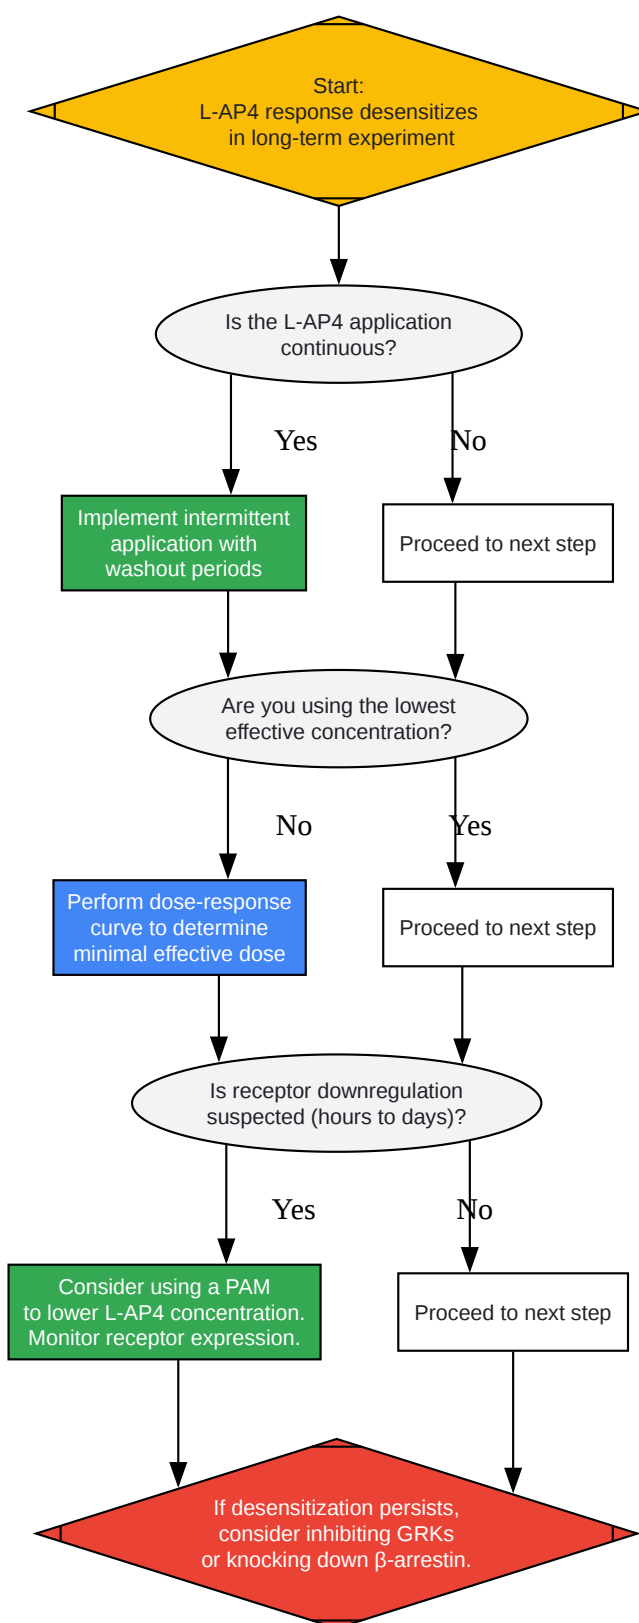 Start:
L-AP4 response desensitizes
in long-term experiment
Is the L-AP4 application
continuous?
Yes
No
Implement intermittent
application with
washout periods
Proceed to next step
Are you using the lowest
effective concentration?
No
Yes
Perform dose-response
curve to determine
minimal effective dose
Proceed to next step
Is receptor downregulation
suspected (hours to days)?
Yes
No
Consider using a PAM
to lower L-AP4 concentration.
Monitor receptor expression.
Proceed to next step
If desensitization persists,
consider inhibiting GRKs
or knocking down β-arrestin.